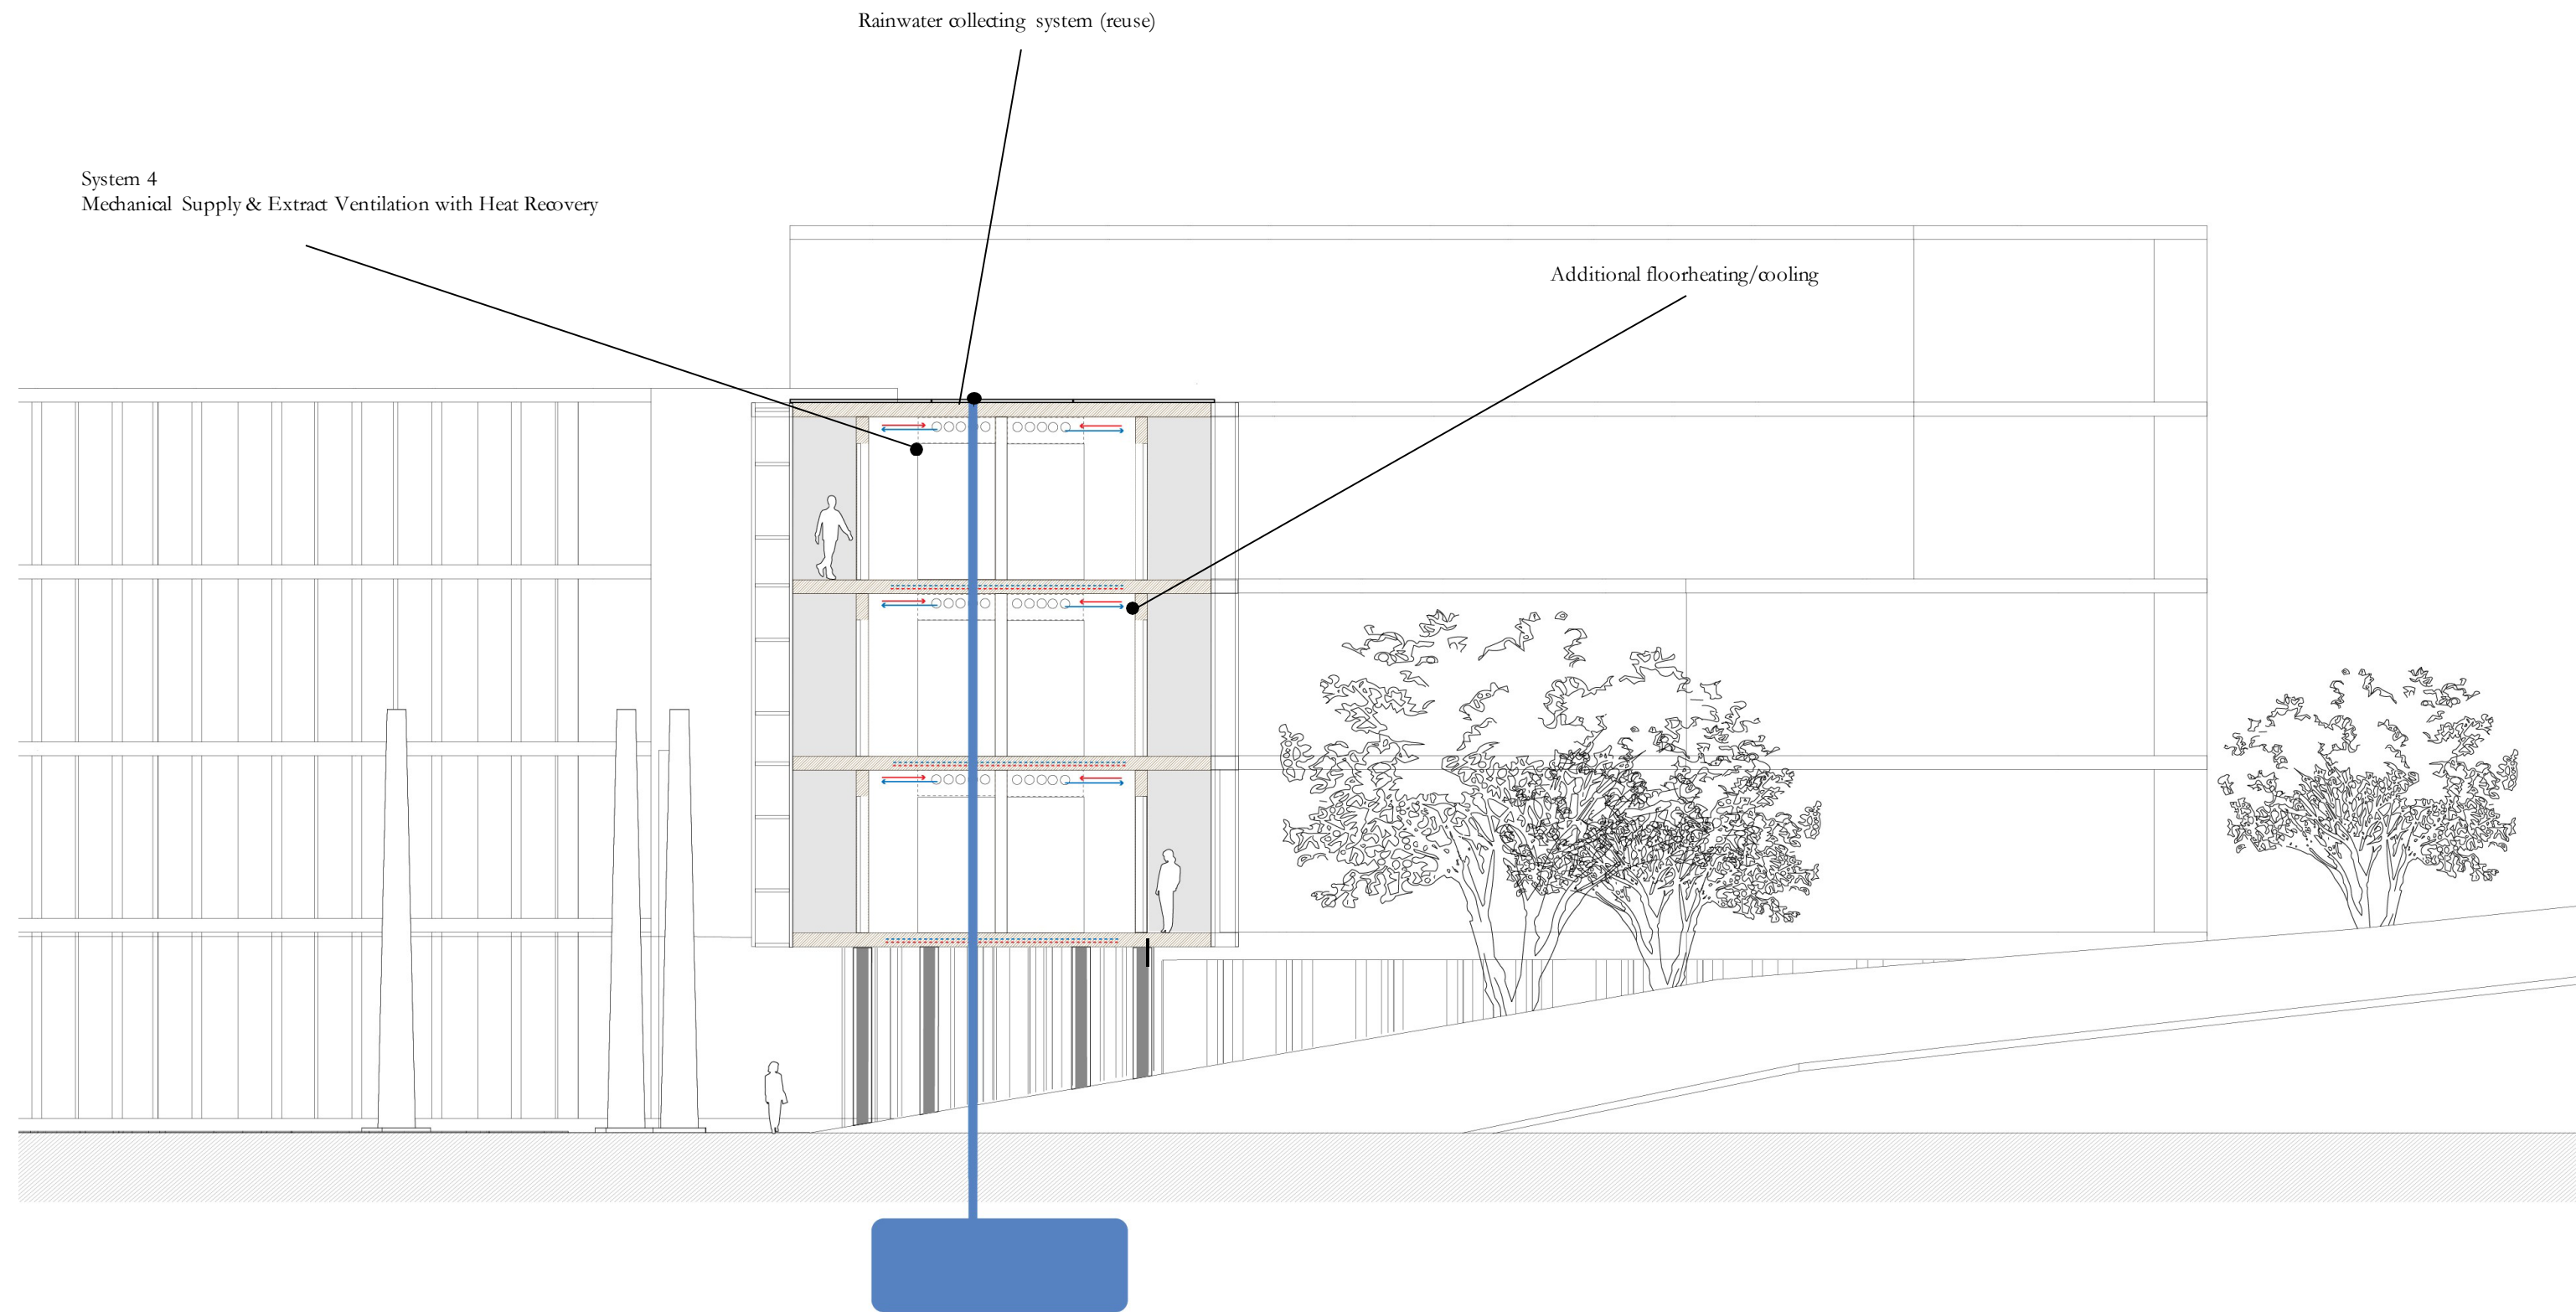 Rainwater collecting system (reuse)
System 4
Mechanical Supply & Extract Ventilation with Heat Recovery
Additional floorheating/cooling